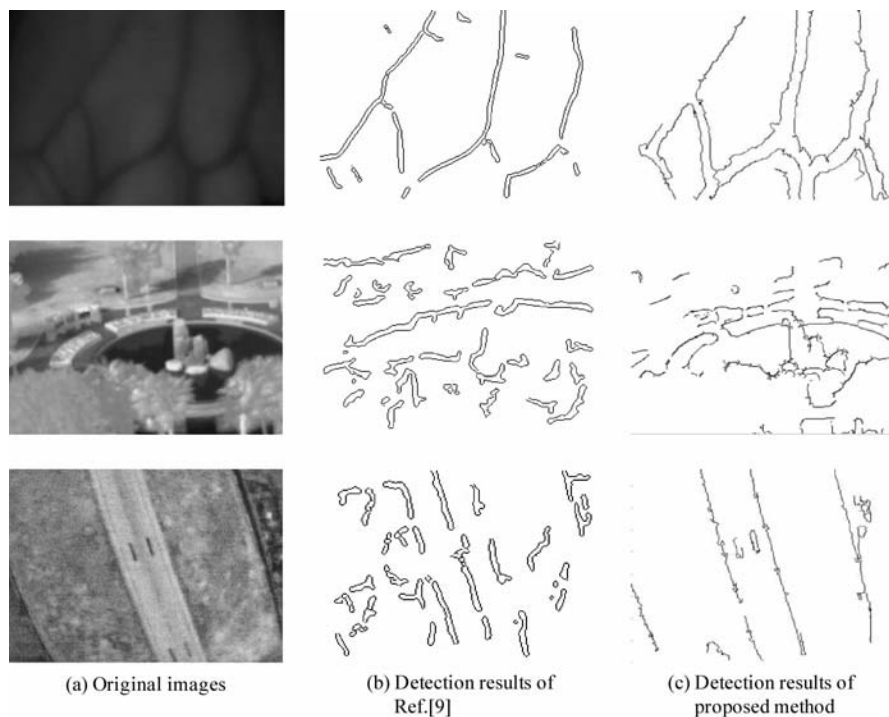 (a) Original images
(b) Detection results of
Ref.[9]
(c) Detection results of
proposed method